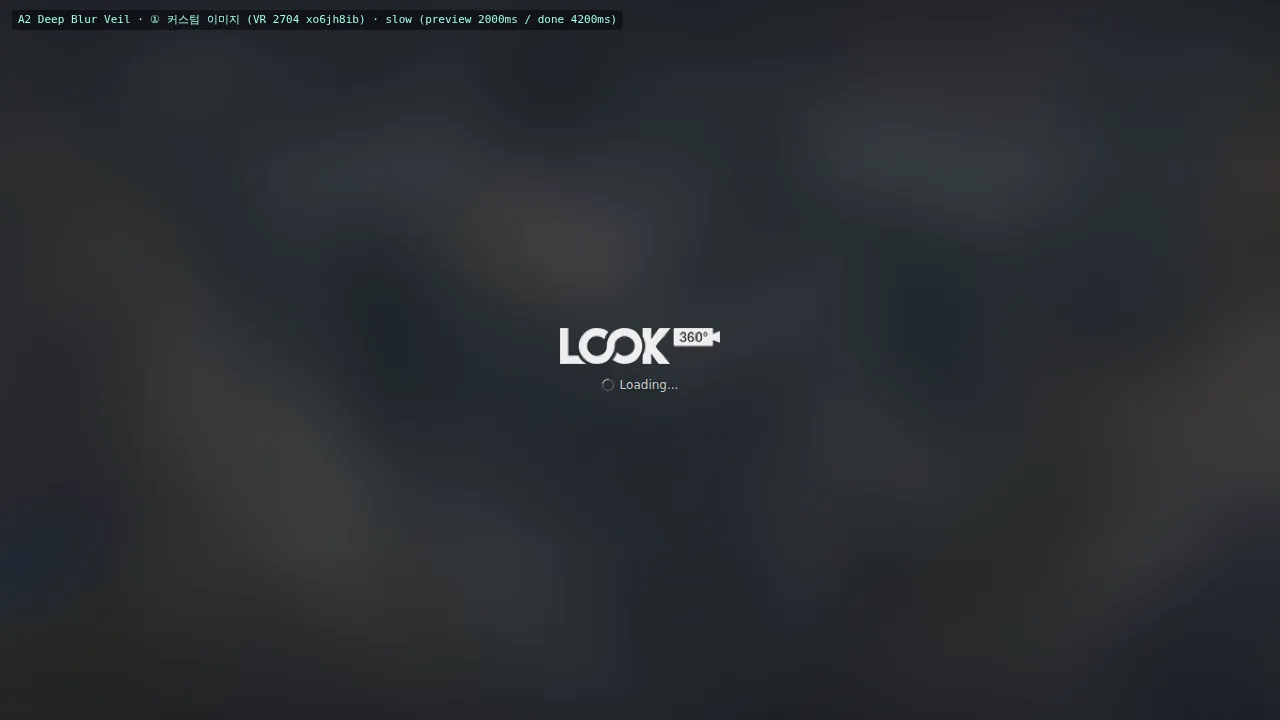 A2 Deep Blur Veil · ① 커스텀 이미지 (VR 2704 xo6jh8ib) · slow (preview 2000ms / done 4200ms)
LOOK 360°
Loading...